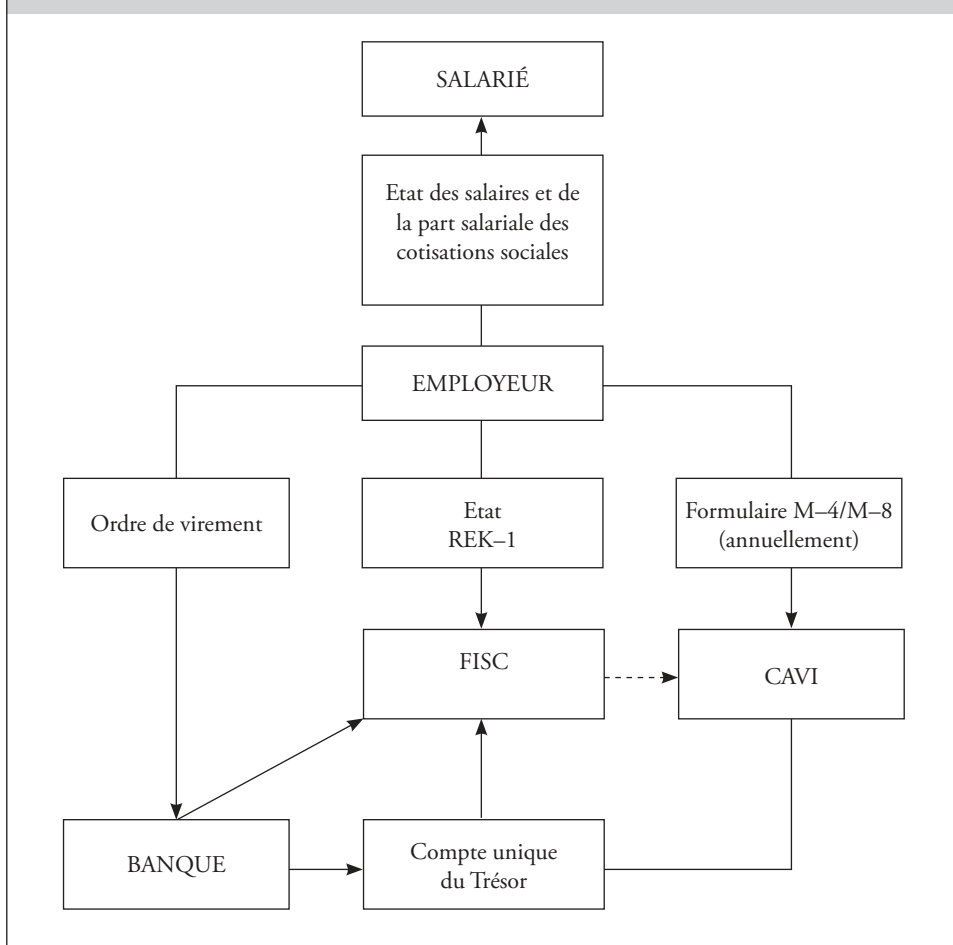 SALARIÉ
Etat des salaires et de
la part salariale des
cotisations sociales
EMPLOYEUR
Ordre de virement
Etat
REK–1
Formulaire M–4/M–8
(annuellement)
FISC
CAVI
BANQUE
Compte unique
du Trésor